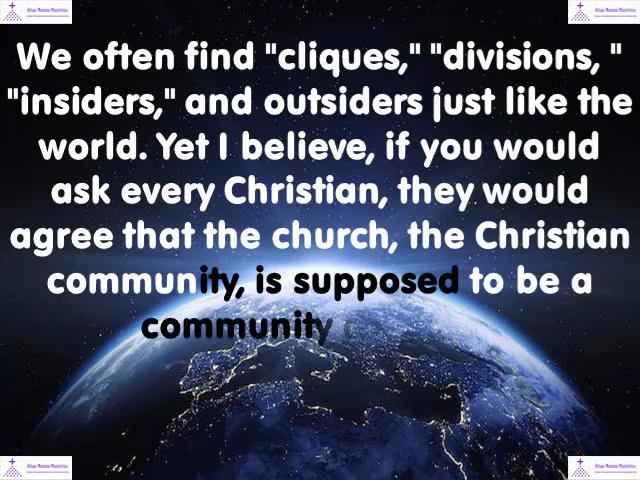 We often find "cliques," "divisions, "
"insiders," and outsiders just like the
world. Yet I believe, if you would
ask every Christian, they would
agree that the church, the Christian
community, is supposed to be a
community